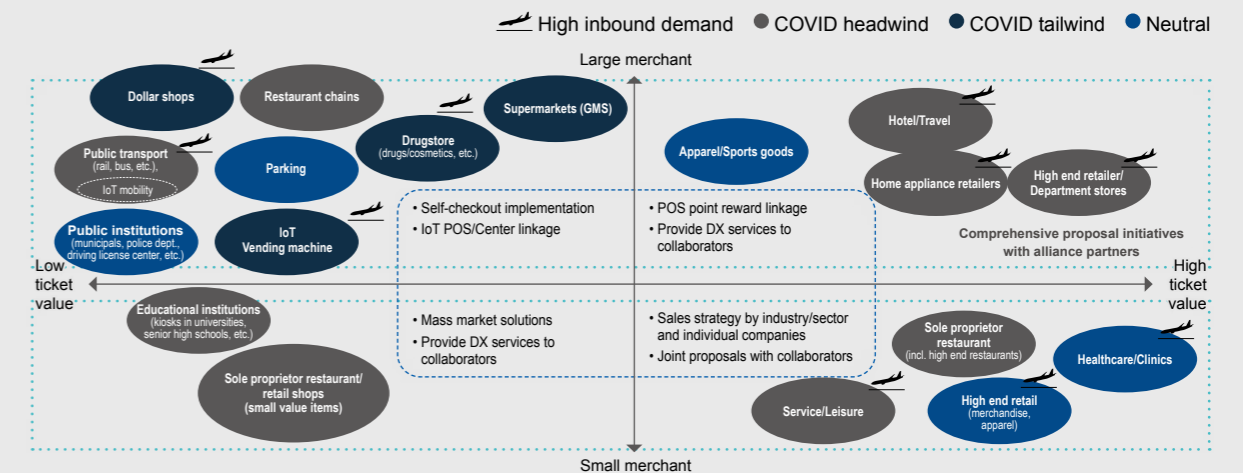 High inbound demand
COVID headwind
COVID tailwind
Neutral
Large merchant
Dollar shops
Restaurant chains
Supermarkets (GMS)
Drugstore
(drugs/cosmetics, etc.)
Public transport
(rail, bus, etc.),
IoT mobility
Parking
Public institutions
(municipals, police dept.,
driving license center, etc.)
IoT
Vending machine
Apparel/Sports goods
Hotel/Travel
Home appliance retailers
High end retailer/
Department stores
Comprehensive proposal initiatives
with alliance partners
• Self-checkout implementation
• IoT POS/Center linkage
• POS point reward linkage
• Provide DX services to
collaborators
Low
ticket
value
High
ticket
value
• Mass market solutions
• Provide DX services to
collaborators
• Sales strategy by industry/sector
and individual companies
• Joint proposals with collaborators
Educational institutions
(kiosks in universities,
senior high schools, etc.)
Sole proprietor restaurant/
retail shops
(small value items)
Sole proprietor
restaurant
(incl. high end restaurants)
Healthcare/Clinics
Service/Leisure
High end retail
(merchandise,
apparel)
Small merchant